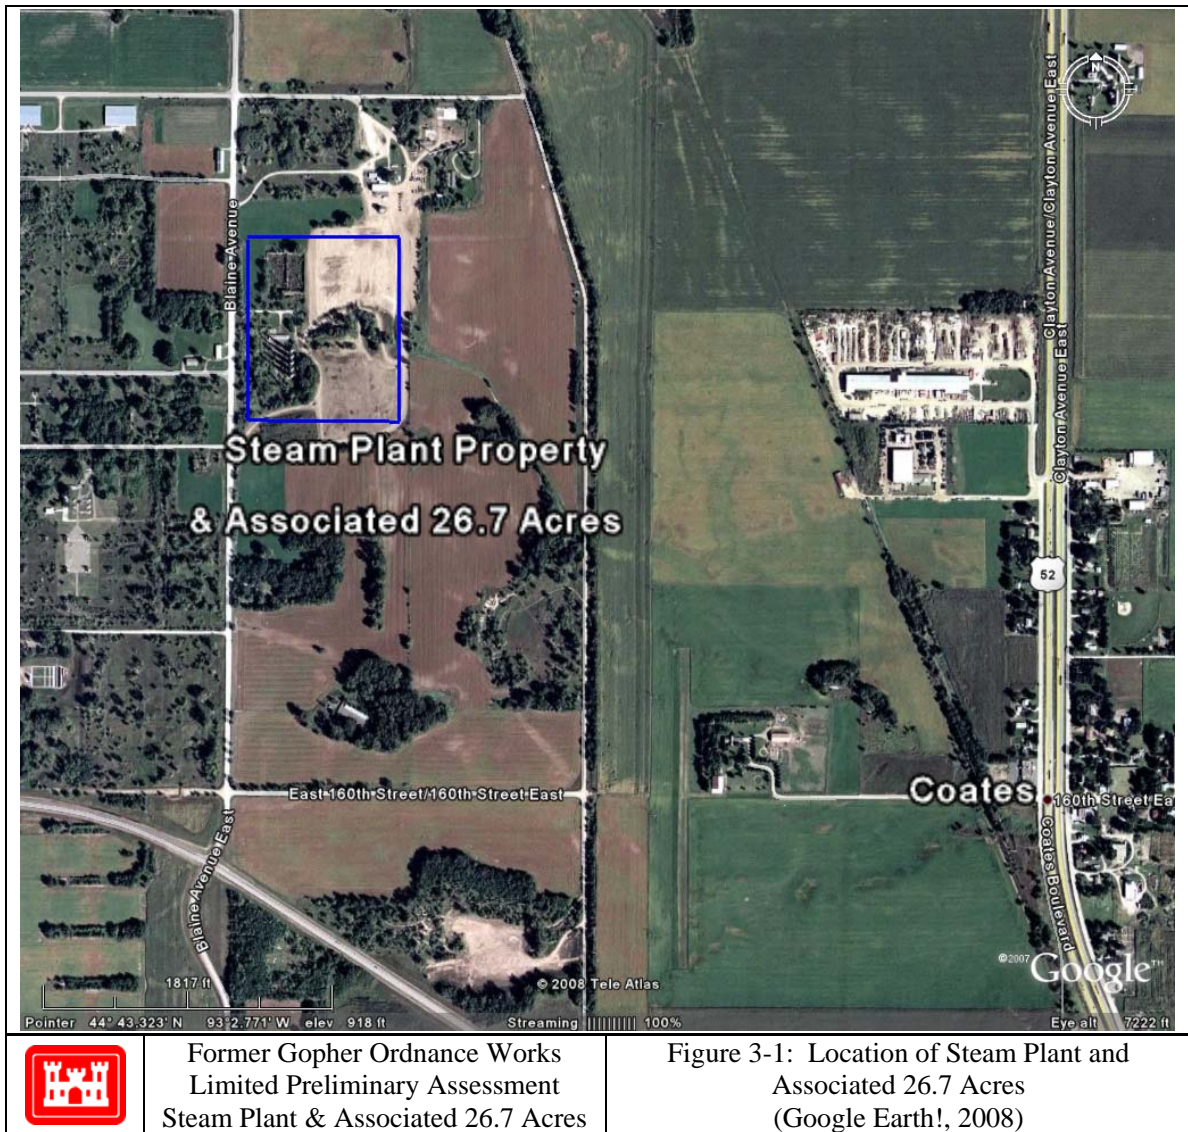 N
Clayton Avenue/Clayton Avenue East
Blaine Avenue
Clayton Avenue East
Steam Plant Property
& Associated 26.7 Acres
52
Coates
East 160th Street/160th Street East
160th Street Ea
Blaine Avenue East
Coates Boulevard
©2007 Google™
1817 ft
© 2008 Tele Atlas
Pointer 44° 43.323' N 93° 2.771' W elev 918 ft Streaming 100% Eye alt 7222 ft
Former Gopher Ordnance Works
Limited Preliminary Assessment
Steam Plant & Associated 26.7 Acres
Figure 3-1: Location of Steam Plant and
Associated 26.7 Acres
(Google Earth!, 2008)